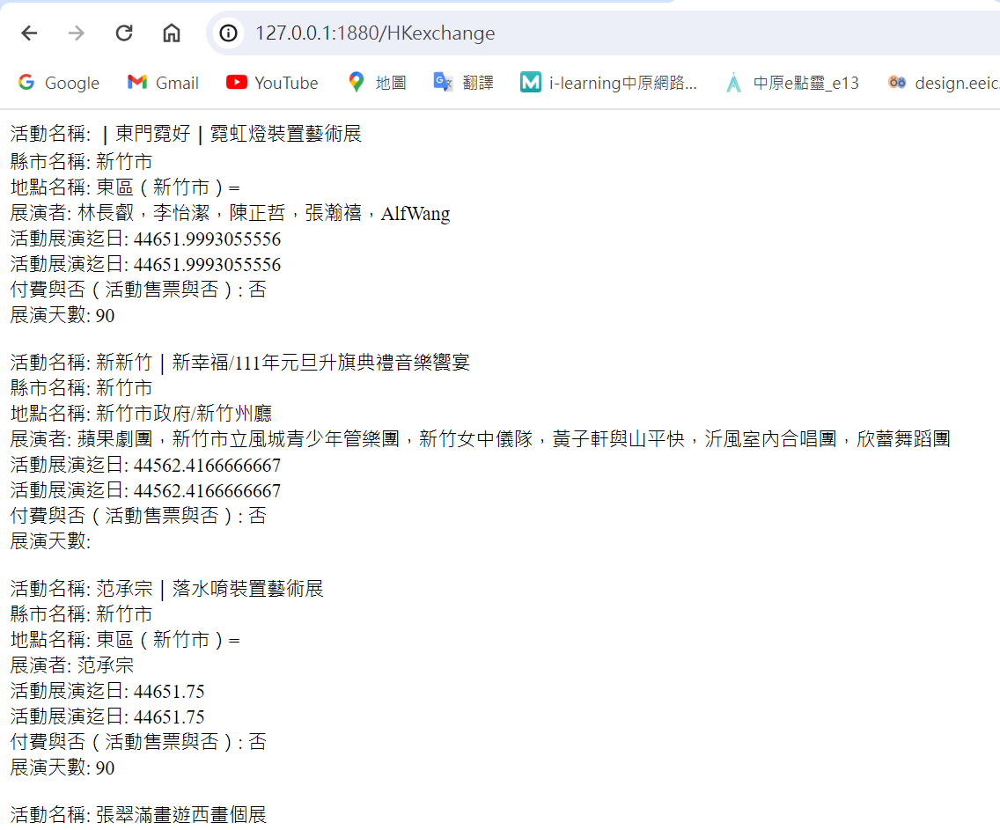 127.0.0.1:1880/HKexchange
Google Gmail YouTube 地圖 翻譯 i-learning中原網路... 中原e點靈_e13 design.eeic
活動名稱: ｜東門霓好｜霓虹燈裝置藝術展
縣市名稱: 新竹市
地點名稱: 東區（新竹市）=
展演者: 林長叡，李怡潔，陳正哲，張瀚禧，AlfWang
活動展演迄日: 44651.9993055556
活動展演迄日: 44651.9993055556
付費與否（活動售票與否）: 否
展演天數: 90
活動名稱: 新新竹｜新幸福/111年元旦升旗典禮音樂饗宴
縣市名稱: 新竹市
地點名稱: 新竹市政府/新竹州廳
展演者: 蘋果劇團，新竹市立風城青少年管樂團，新竹女中儀隊，黃子軒與山平快，沂風室內合唱團，欣蕾舞蹈團
活動展演迄日: 44562.4166666667
活動展演迄日: 44562.4166666667
付費與否（活動售票與否）: 否
展演天數:
活動名稱: 范承宗｜落水唷裝置藝術展
縣市名稱: 新竹市
地點名稱: 東區（新竹市）=
展演者: 范承宗
活動展演迄日: 44651.75
活動展演迄日: 44651.75
付費與否（活動售票與否）: 否
展演天數: 90
活動名稱: 張翠滿畫遊西畫個展